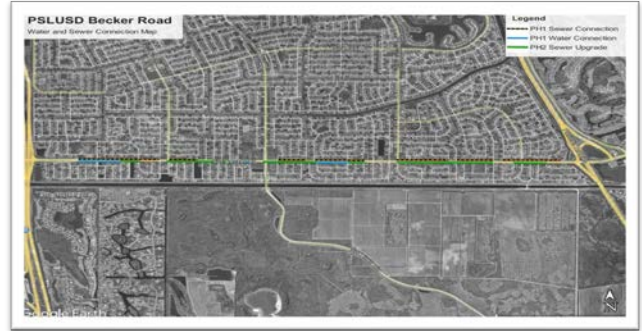 PSLUSD Becker Road
Water and Sewer Connection Map
Legend
PH1 Sewer Connection
PH1 Water Connection
PH2 Sewer Upgrade
Google Earth